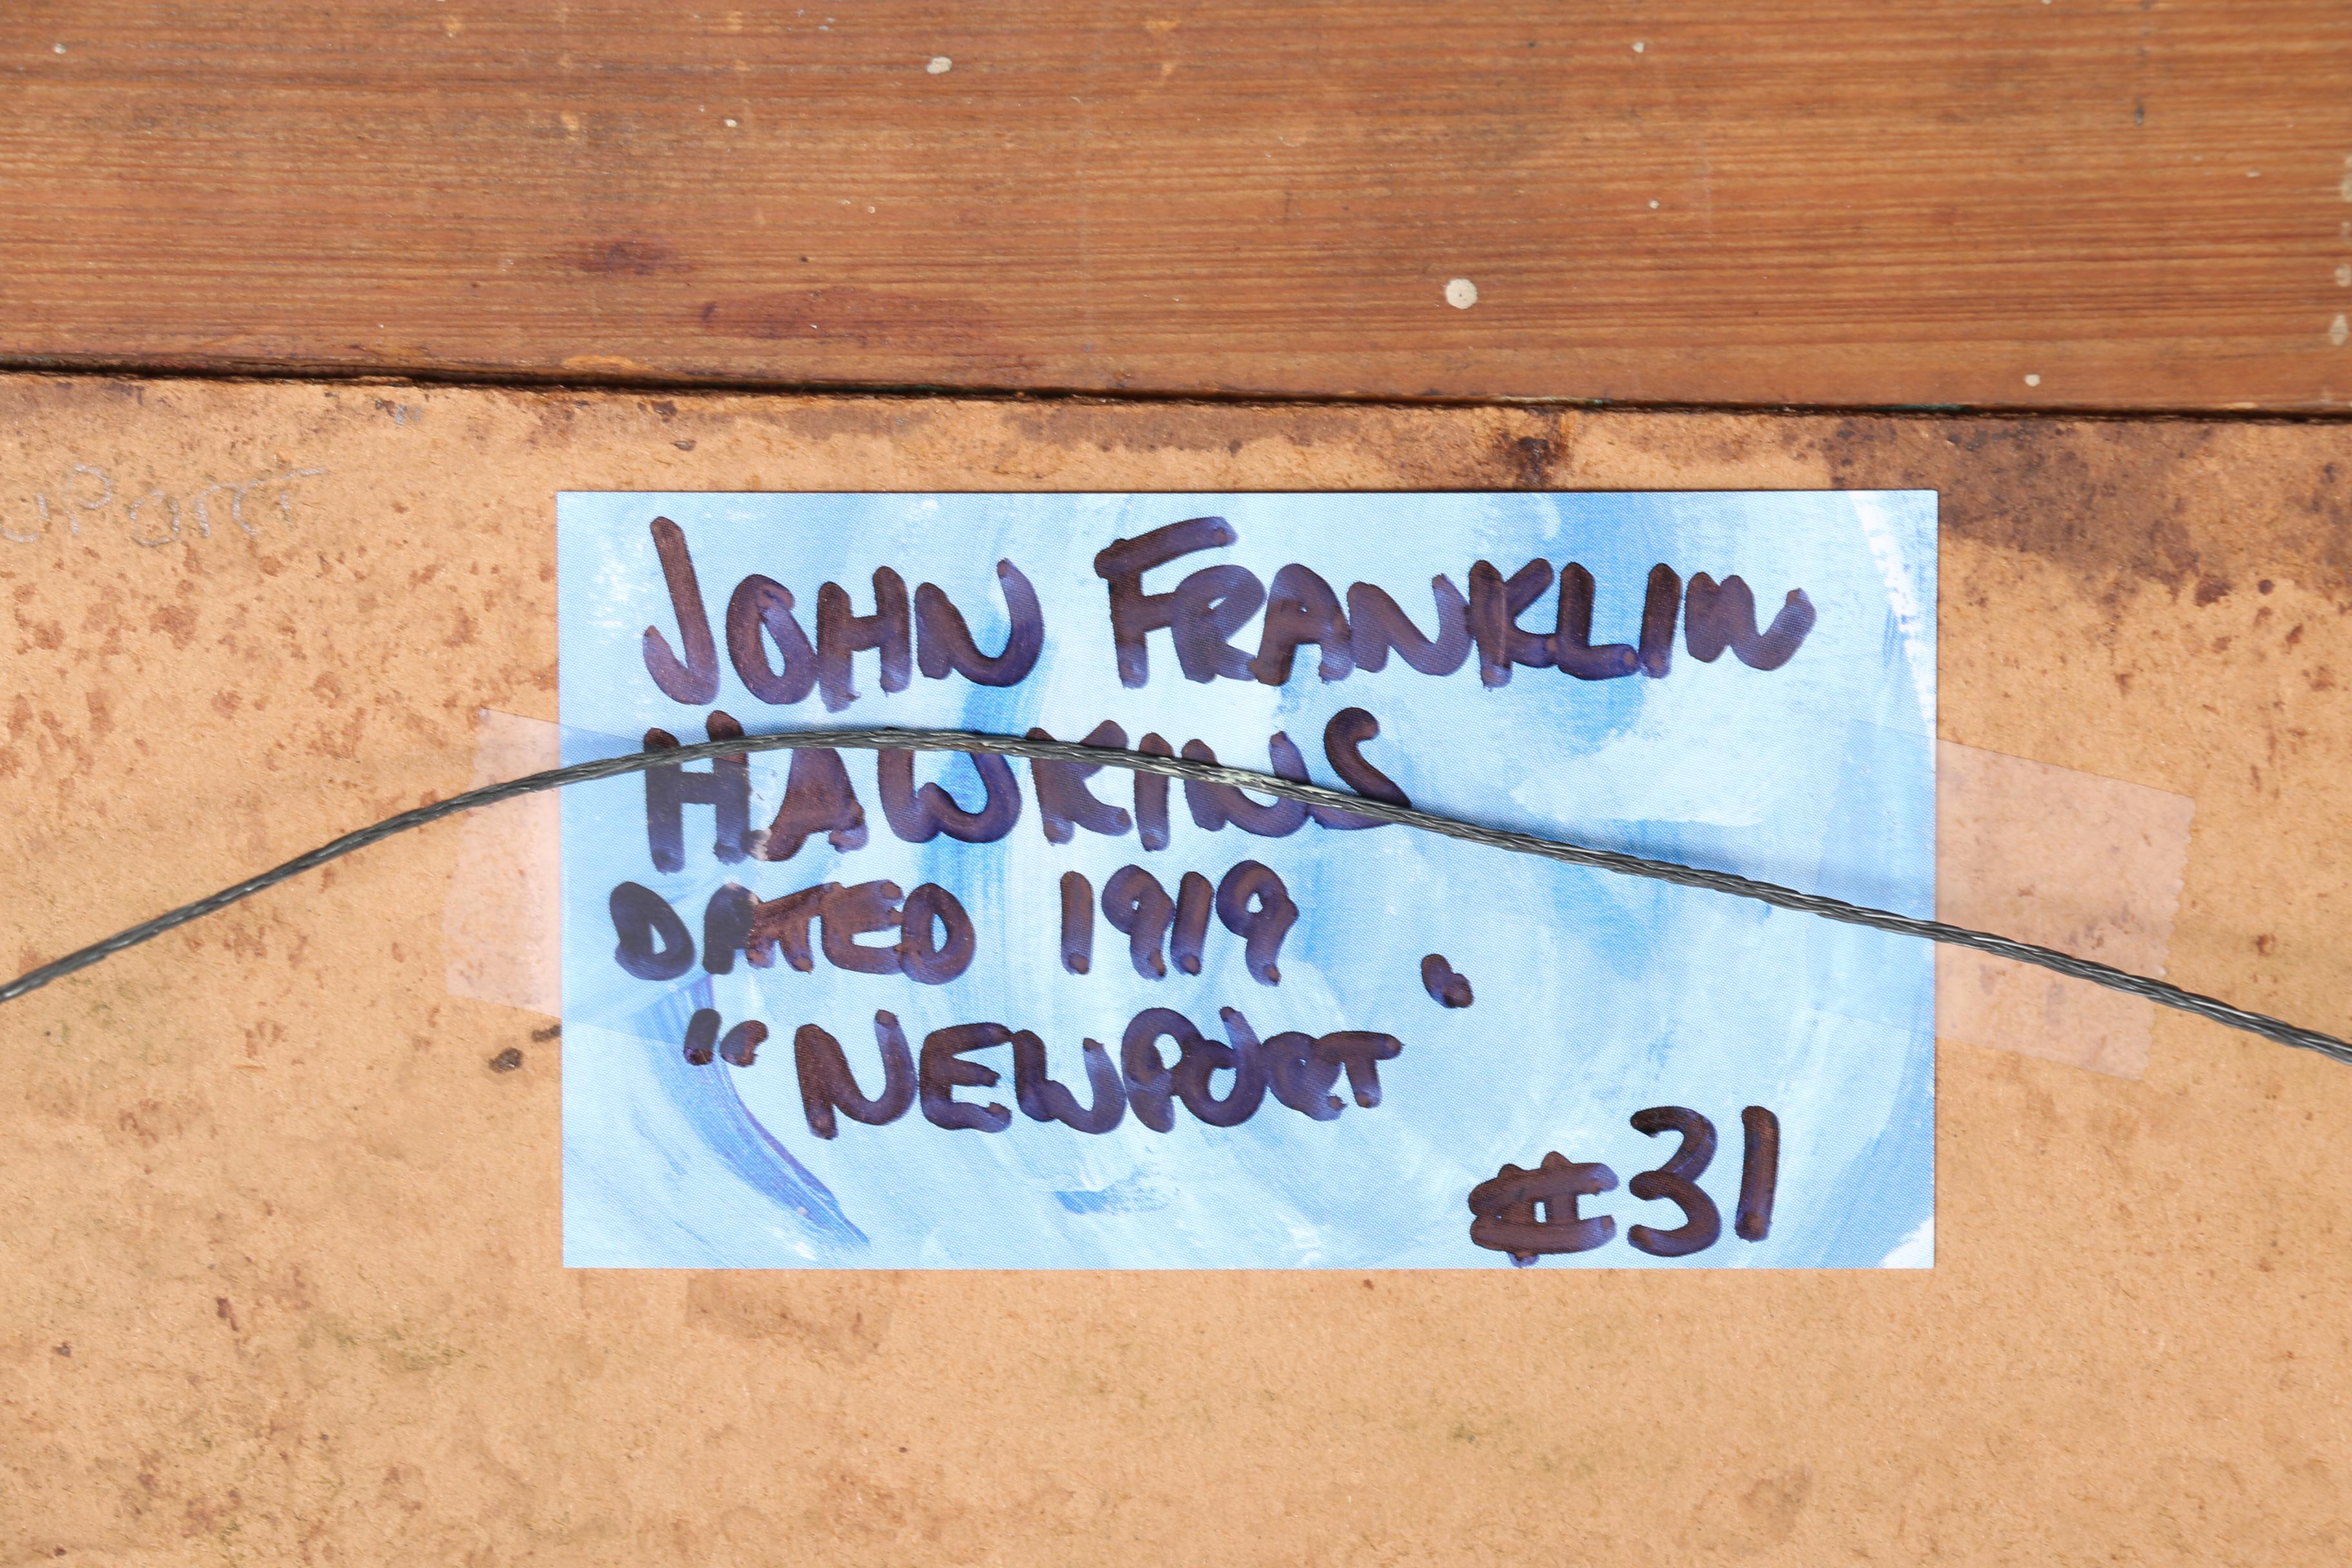 JOHN FRANKLIN
HAWKINS
DATED 1919
"NEWPORT"
#31